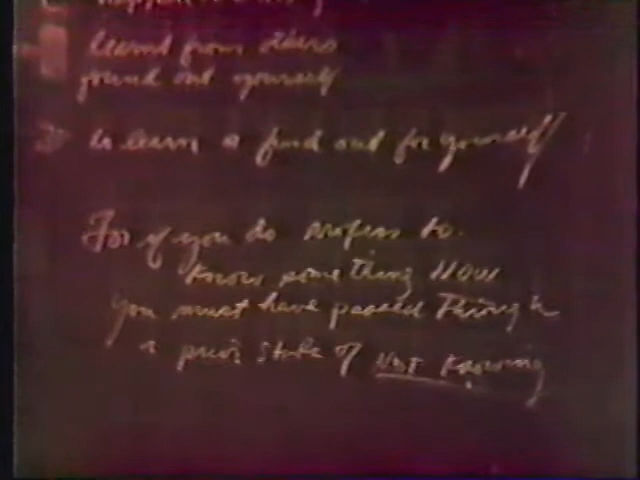 learnt from others
found out yourself
to learn a find out for yourself
For if you do profess to.
know something NOW
you must have passed through
a prior state of Not Knowing